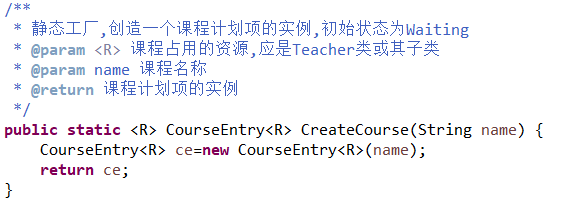 /**
 * 静态工厂,创造一个课程计划项的实例,初始状态为Waiting
 * @param <R> 课程占用的资源,应是Teacher类或其子类
 * @param name 课程名称
 * @return 课程计划项的实例
 */
public static <R> CourseEntry<R> CreateCourse(String name) {
    CourseEntry<R> ce=new CourseEntry<R>(name);
    return ce;
}